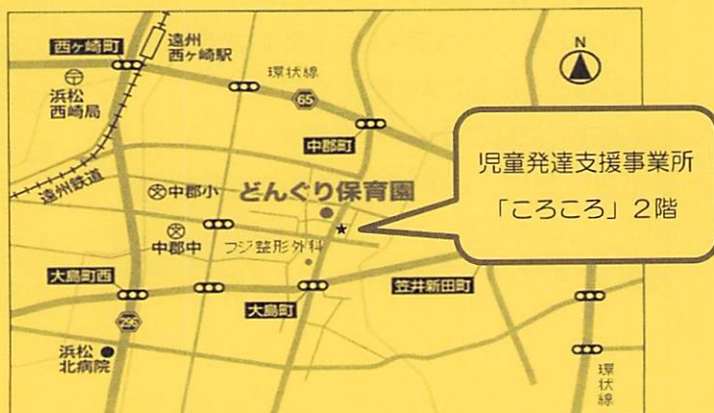 西ヶ崎町
遠州
西ヶ崎駅
環状線
N
浜松
西崎局
65
中郡町
遠州鉄道
中郡小
どんぐり保育園
児童発達支援事業所
「ころころ」2階
中郡中
フジ整形外科
大島町西
大島町
笠井新田町
296
浜松
北病院
環状線